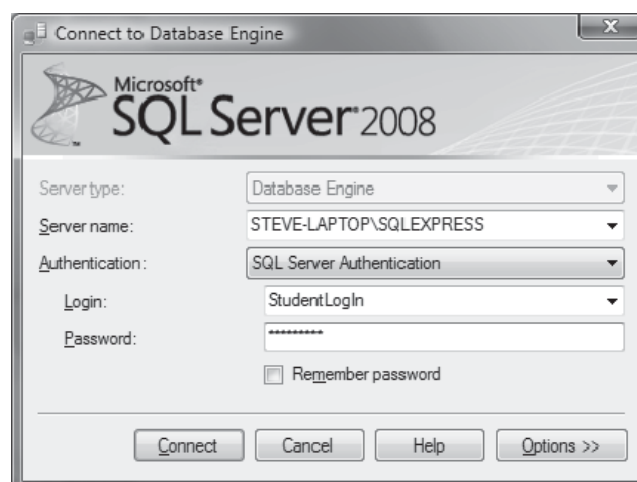 Connect to Database Engine
Microsoft®
SQL Server® 2008
Server type: Database Engine
Server name: STEVE-LAPTOP\SQLEXPRESS
Authentication: SQL Server Authentication
Login: StudentLogIn
Password: *********
Remember password
Connect Cancel Help Options >>